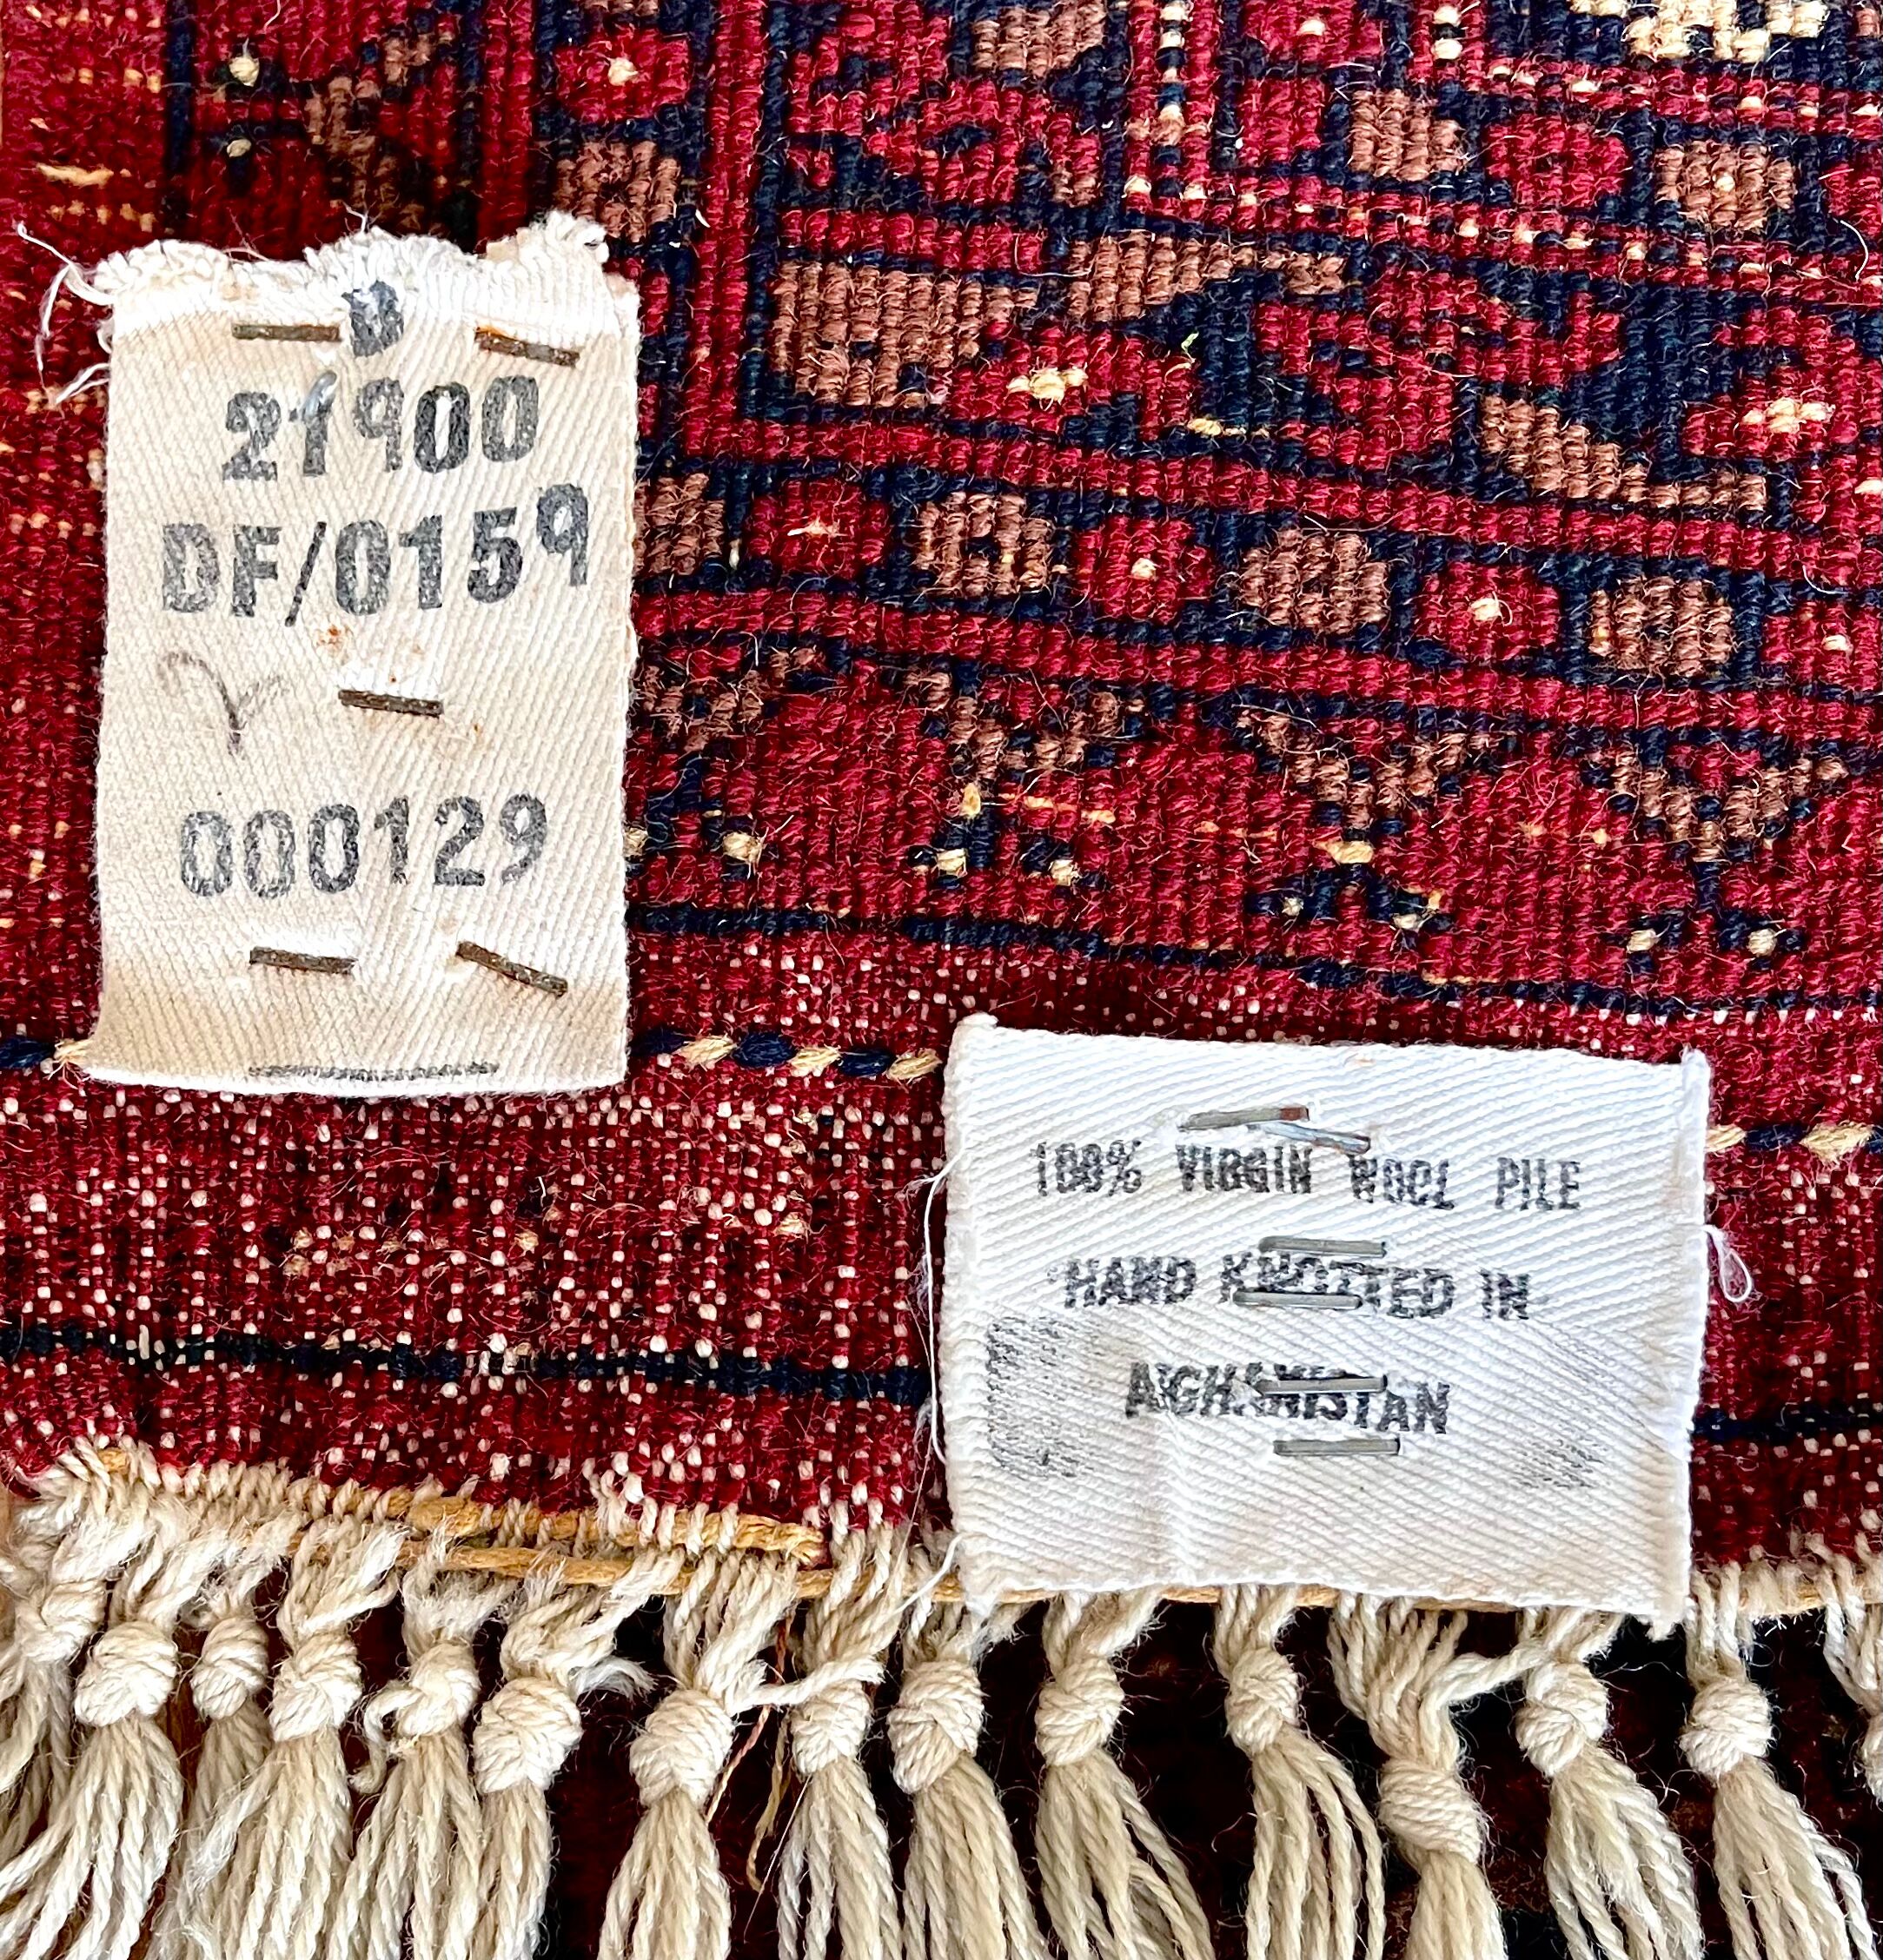 B
21900
DF/0159
000129
100% VIRGIN WOOL PILE
HAND KNOTTED IN
AFGHANISTAN